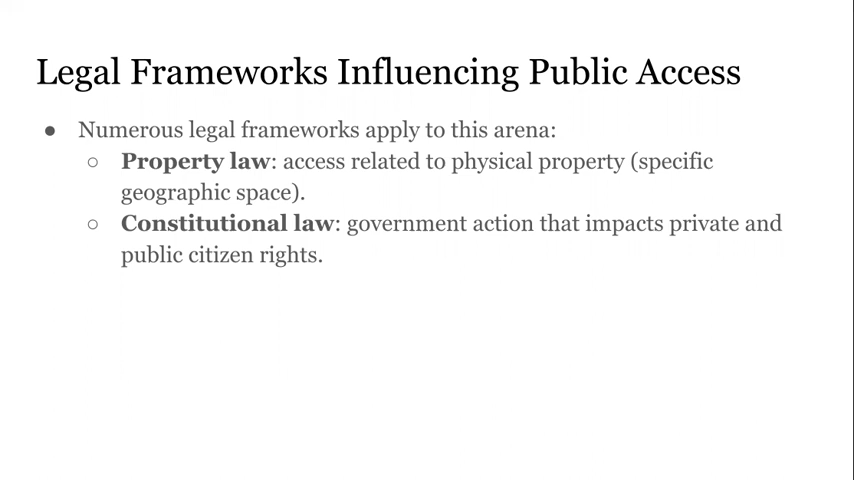 Legal Frameworks Influencing Public Access
● Numerous legal frameworks apply to this arena:
○ Property law: access related to physical property (specific
geographic space).
○ Constitutional law: government action that impacts private and
public citizen rights.